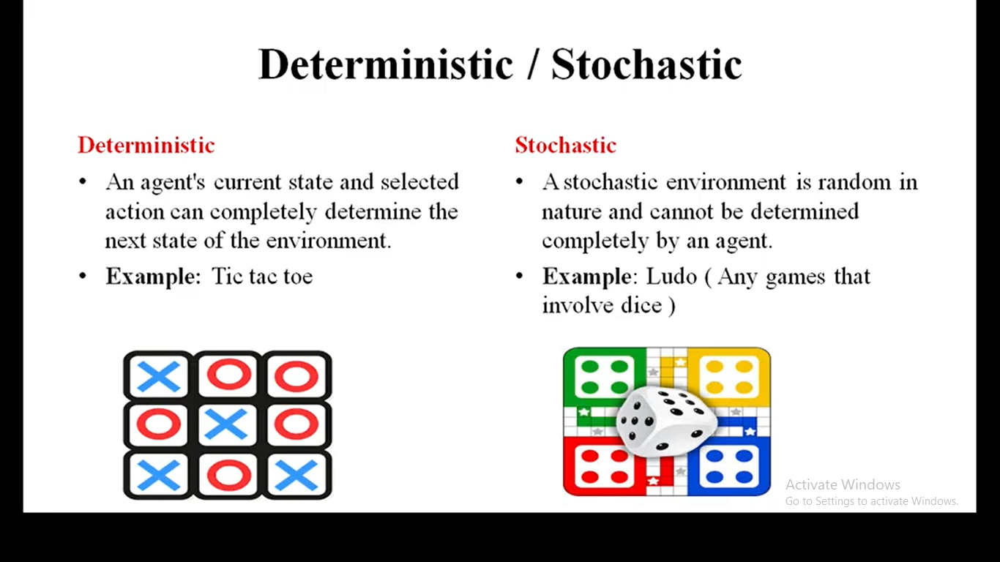 Deterministic / Stochastic
Deterministic
• An agent's current state and selected
action can completely determine the
next state of the environment.
• Example: Tic tac toe
Stochastic
• A stochastic environment is random in
nature and cannot be determined
completely by an agent.
• Example: Ludo ( Any games that
involve dice )
X O O
O X O
X O X
Activate Windows
Go to Settings to activate Windows.